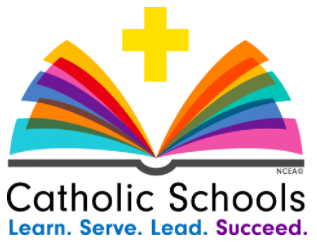 NCEA©
Catholic Schools
Learn. Serve. Lead. Succeed.